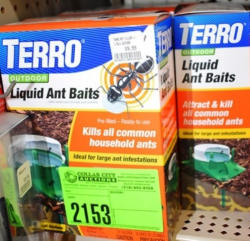 TERRO
OUTDOOR
Liquid Ant Baits
Pre-filled - Ready-to-use
Kills all common
household ants
Ideal for large ant infestations
COLLAR CITY
AUCTIONS
2153
TERRO
OUTDOOR
Liquid Ant Baits
Attract & kill
all common
household ants
Ideal for large ant infestations